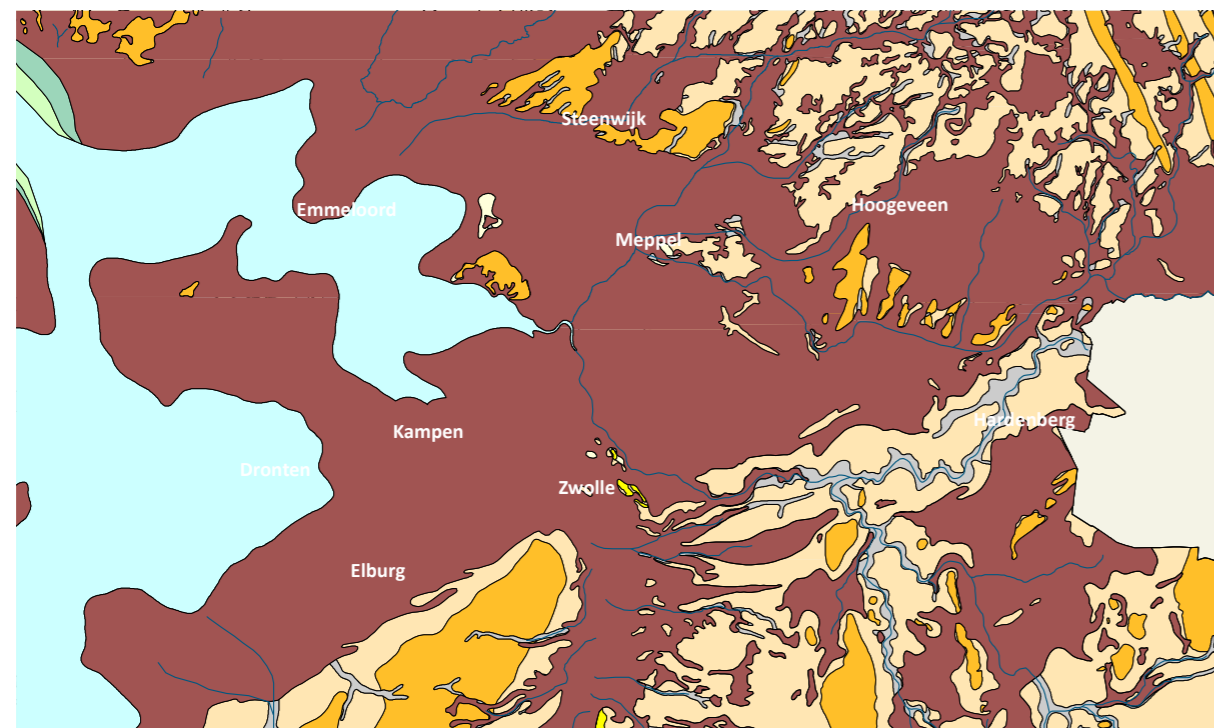 Steenwijk
Emmeloord
Hoogeveen
Meppel
Hardenberg
Kampen
Dronten
Zwolle
Elburg